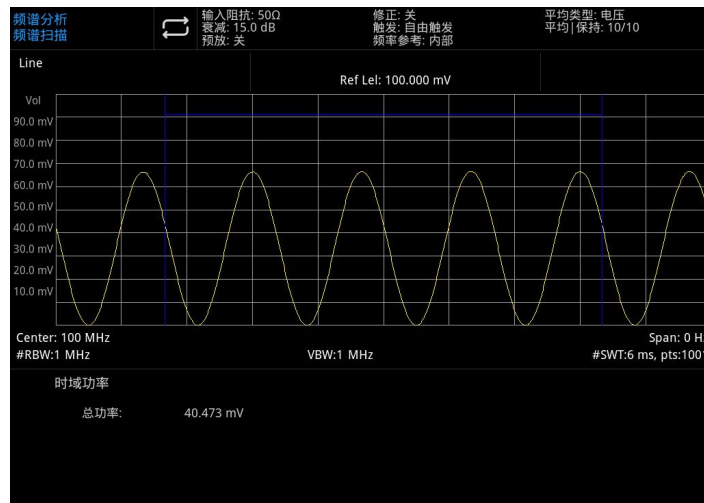 频谱分析
频谱扫描
输入阻抗: 50Ω
衰减: 15.0 dB
预放: 关
修正: 关
触发: 自由触发
频率参考: 内部
平均类型: 电压
平均|保持: 10/10
Line
Ref Lel: 100.000 mV
Vol
90.0 mV
80.0 mV
70.0 mV
60.0 mV
50.0 mV
40.0 mV
30.0 mV
20.0 mV
10.0 mV
Center: 100 MHz
Span: 0 H
#RBW:1 MHz
VBW:1 MHz
#SWT:6 ms, pts:1001
时域功率
总功率: 40.473 mV